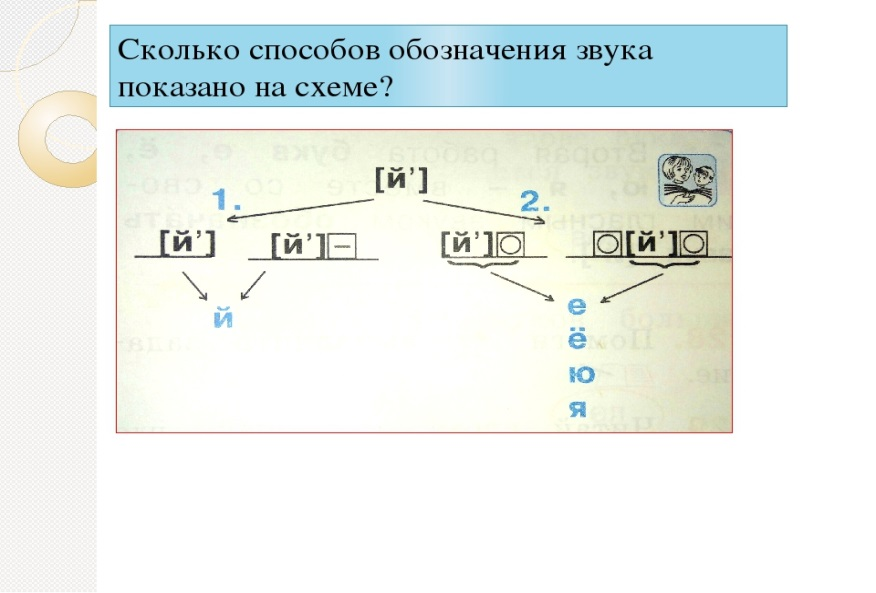 Сколько способов обозначения звука
показано на схеме?
[й’]
1. 2.
[й’] [й’]– [й’]○ ○[й’]○
й
е
ё
ю
я